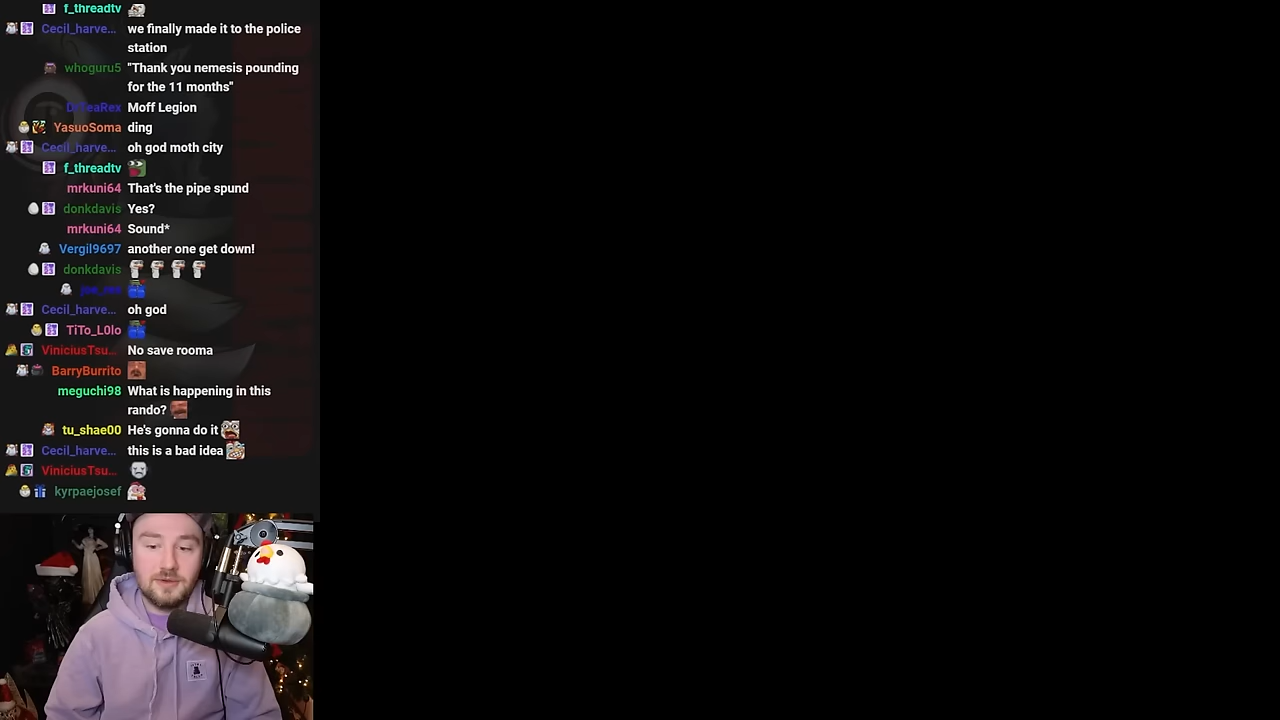 f_threadtv
Cecil_harve... we finally made it to the police
station
whoguru5 "Thank you nemesis pounding
for the 11 months"
DrTeaRex Moff Legion
YasuoSoma ding
Cecil_harve... oh god moth city
f_threadtv
mrkuni64 That's the pipe spund
donkdavis Yes?
mrkuni64 Sound*
Vergil9697 another one get down!
donkdavis
Cecil_harve... oh god
TiTo_L0lo
ViniciusTsu... No save rooma
BarryBurrito
meguchi98 What is happening in this
rando?
tu_shae00 He's gonna do it
Cecil_harve... this is a bad idea
ViniciusTsu...
kyrpaejosef